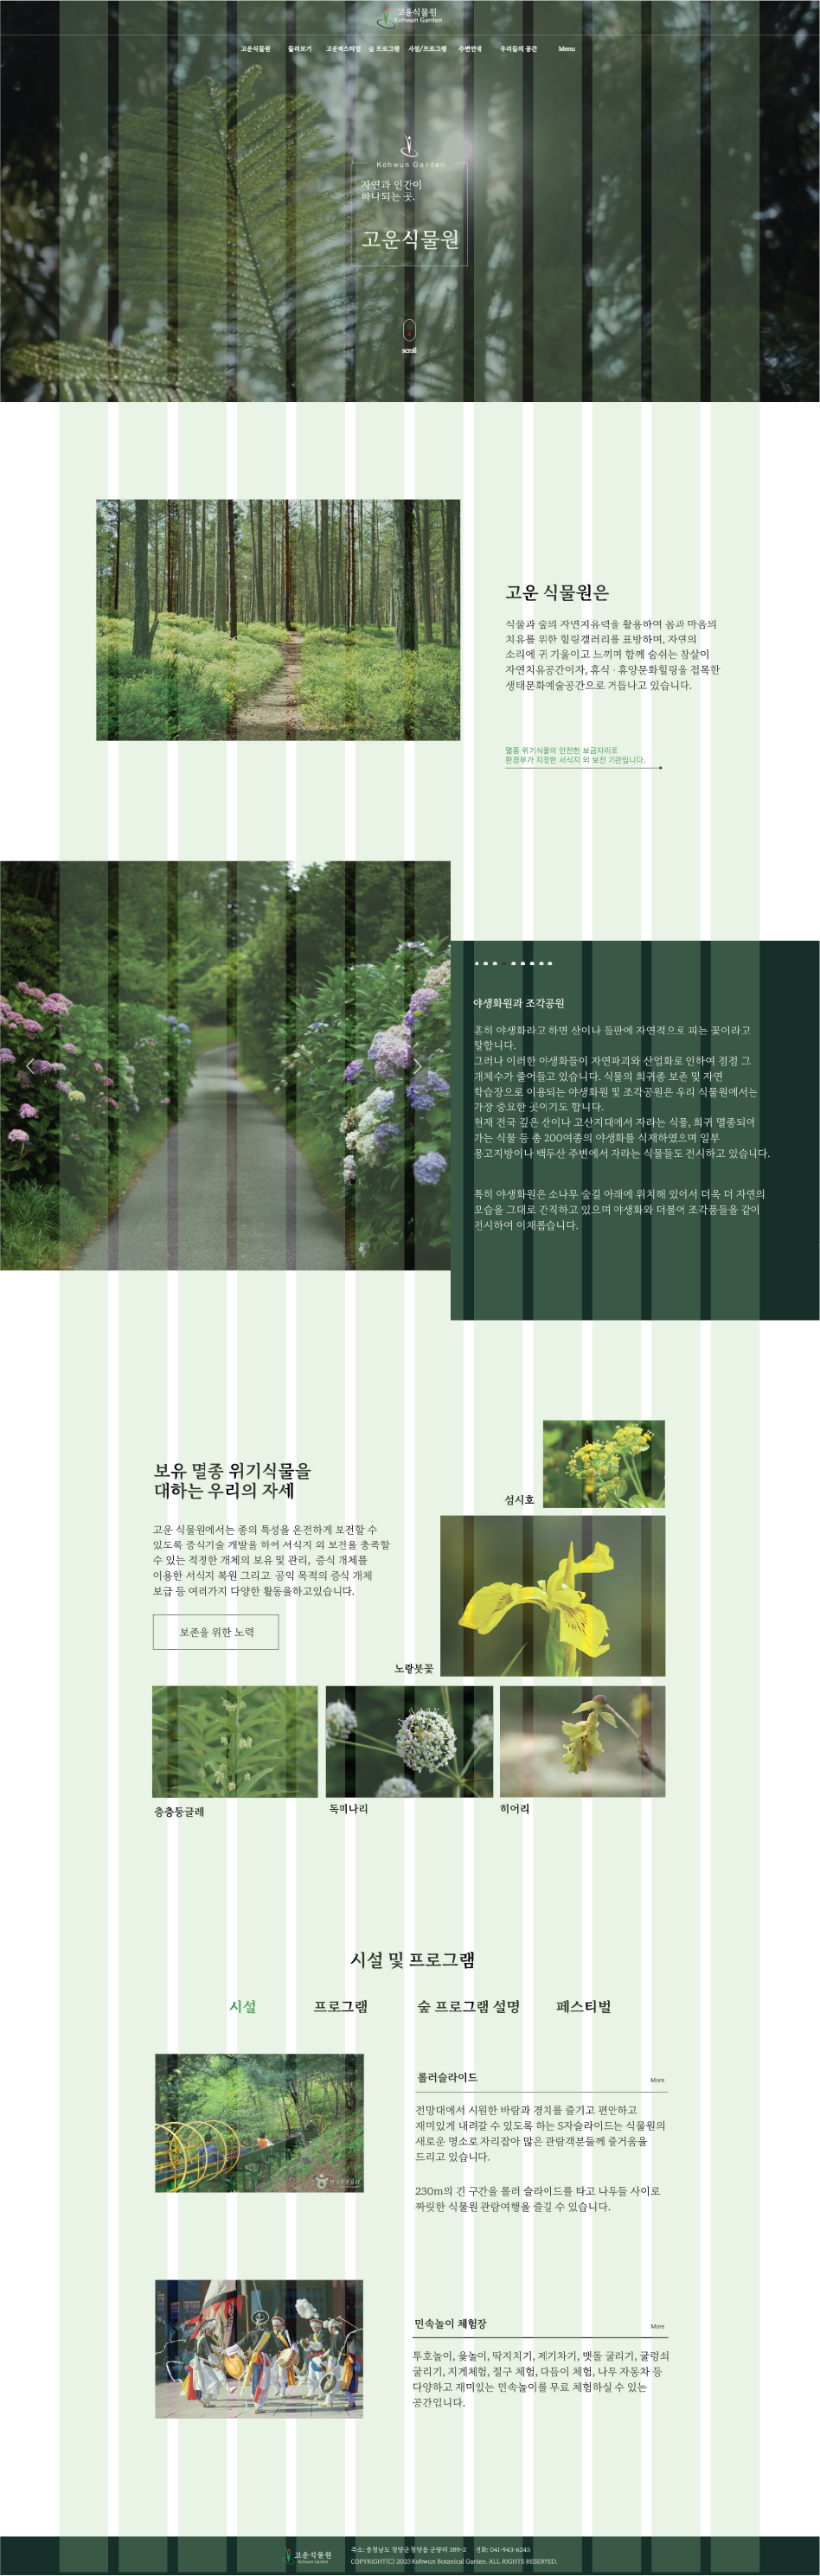 고운식물원
Kohwun Garden
고운식물원 둘러보기 고운페스티벌 숲 프로그램 시설/프로그램 주변안내 우리들의 공간 Menu
Kohwun Garden
자연과 인간이
하나되는 곳.
고운식물원
scroll
고운 식물원은
식물과 숲의 자연치유력을 활용하여 몸과 마음의
치유를 위한 힐링갤러리를 표방하며, 자연의
소리에 귀 기울이고 느끼며 함께 숨쉬는 참살이
자연치유공간이자, 휴식 · 휴양문화힐링을 접목한
생태문화예술공간으로 거듭나고 있습니다.
멸종 위기식물의 안전한 보금자리로
환경부가 지정한 서식지 외 보전 기관입니다.
야생화원과 조각공원
흔히 야생화라고 하면 산이나 들판에 자연적으로 피는 꽃이라고
말합니다.
그러나 이러한 야생화들이 자연파괴와 산업화로 인하여 점점 그
개체수가 줄어들고 있습니다. 식물의 희귀종 보존 및 자연
학습장으로 이용되는 야생화원 및 조각공원은 우리 식물원에서는
가장 중요한 곳이기도 합니다.
현재 전국 깊은 산이나 고산지대에서 자라는 식물, 희귀 멸종되어
가는 식물 등 총 200여종의 야생화를 식재하였으며 일부
몽고지방이나 백두산 주변에서 자라는 식물들도 전시하고 있습니다.
특히 야생화원은 소나무 숲길 아래에 위치해 있어서 더욱 더 자연의
모습을 그대로 간직하고 있으며 야생화와 더불어 조각품들을 같이
전시하여 이채롭습니다.
보유 멸종 위기식물을
대하는 우리의 자세
섬시호
고운 식물원에서는 종의 특성을 온전하게 보전할 수
있도록 증식기술 개발을 하여 서식지 외 보전을 충족할
수 있는 적정한 개체의 보유 및 관리, 증식 개체를
이용한 서식지 복원 그리고 공익 목적의 증식 개체
보급 등 여러가지 다양한 활동을하고있습니다.
보존을 위한 노력
노랑붓꽃
층층둥글레
독미나리
히어리
시설 및 프로그램
시설 프로그램 숲 프로그램 설명 페스티벌
롤러슬라이드 More
전망대에서 시원한 바람과 경치를 즐기고 편안하고
재미있게 내려갈 수 있도록 하는 S자슬라이드는 식물원의
새로운 명소로 자리잡아 많은 관람객분들께 즐거움을
드리고 있습니다.
230m의 긴 구간을 롤러 슬라이드를 타고 나무들 사이로
짜릿한 식물원 관람여행을 즐길 수 있습니다.
한국관광공사
민속놀이 체험장 More
투호놀이, 윷놀이, 딱지치기, 제기차기, 맷돌 굴리기, 굴렁쇠
굴리기, 지게체험, 절구 체험, 다듬이 체험, 나무 자동차 등
다양하고 재미있는 민속놀이를 무료 체험하실 수 있는
공간입니다.
고운식물원
Kohwun Garden
주소: 충청남도 청양군 청양읍 군량리 389-2 전화: 041-943-6245
COPYRIGHT(C) 2023 Kohwun Botanical Garden. ALL RIGHTS RESERVED.